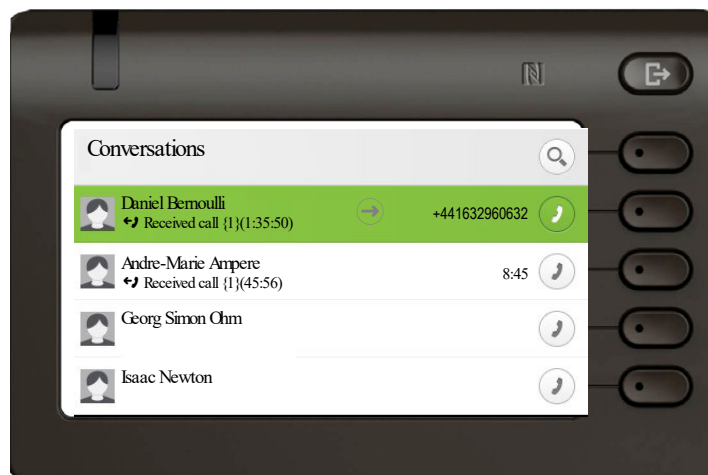 Conversations
Daniel Bernoulli
Received call {1}(1:35:50)
+441632960632
Andre-Marie Ampere
Received call {1}(45:56)
8:45
Georg Simon Ohm
Isaac Newton